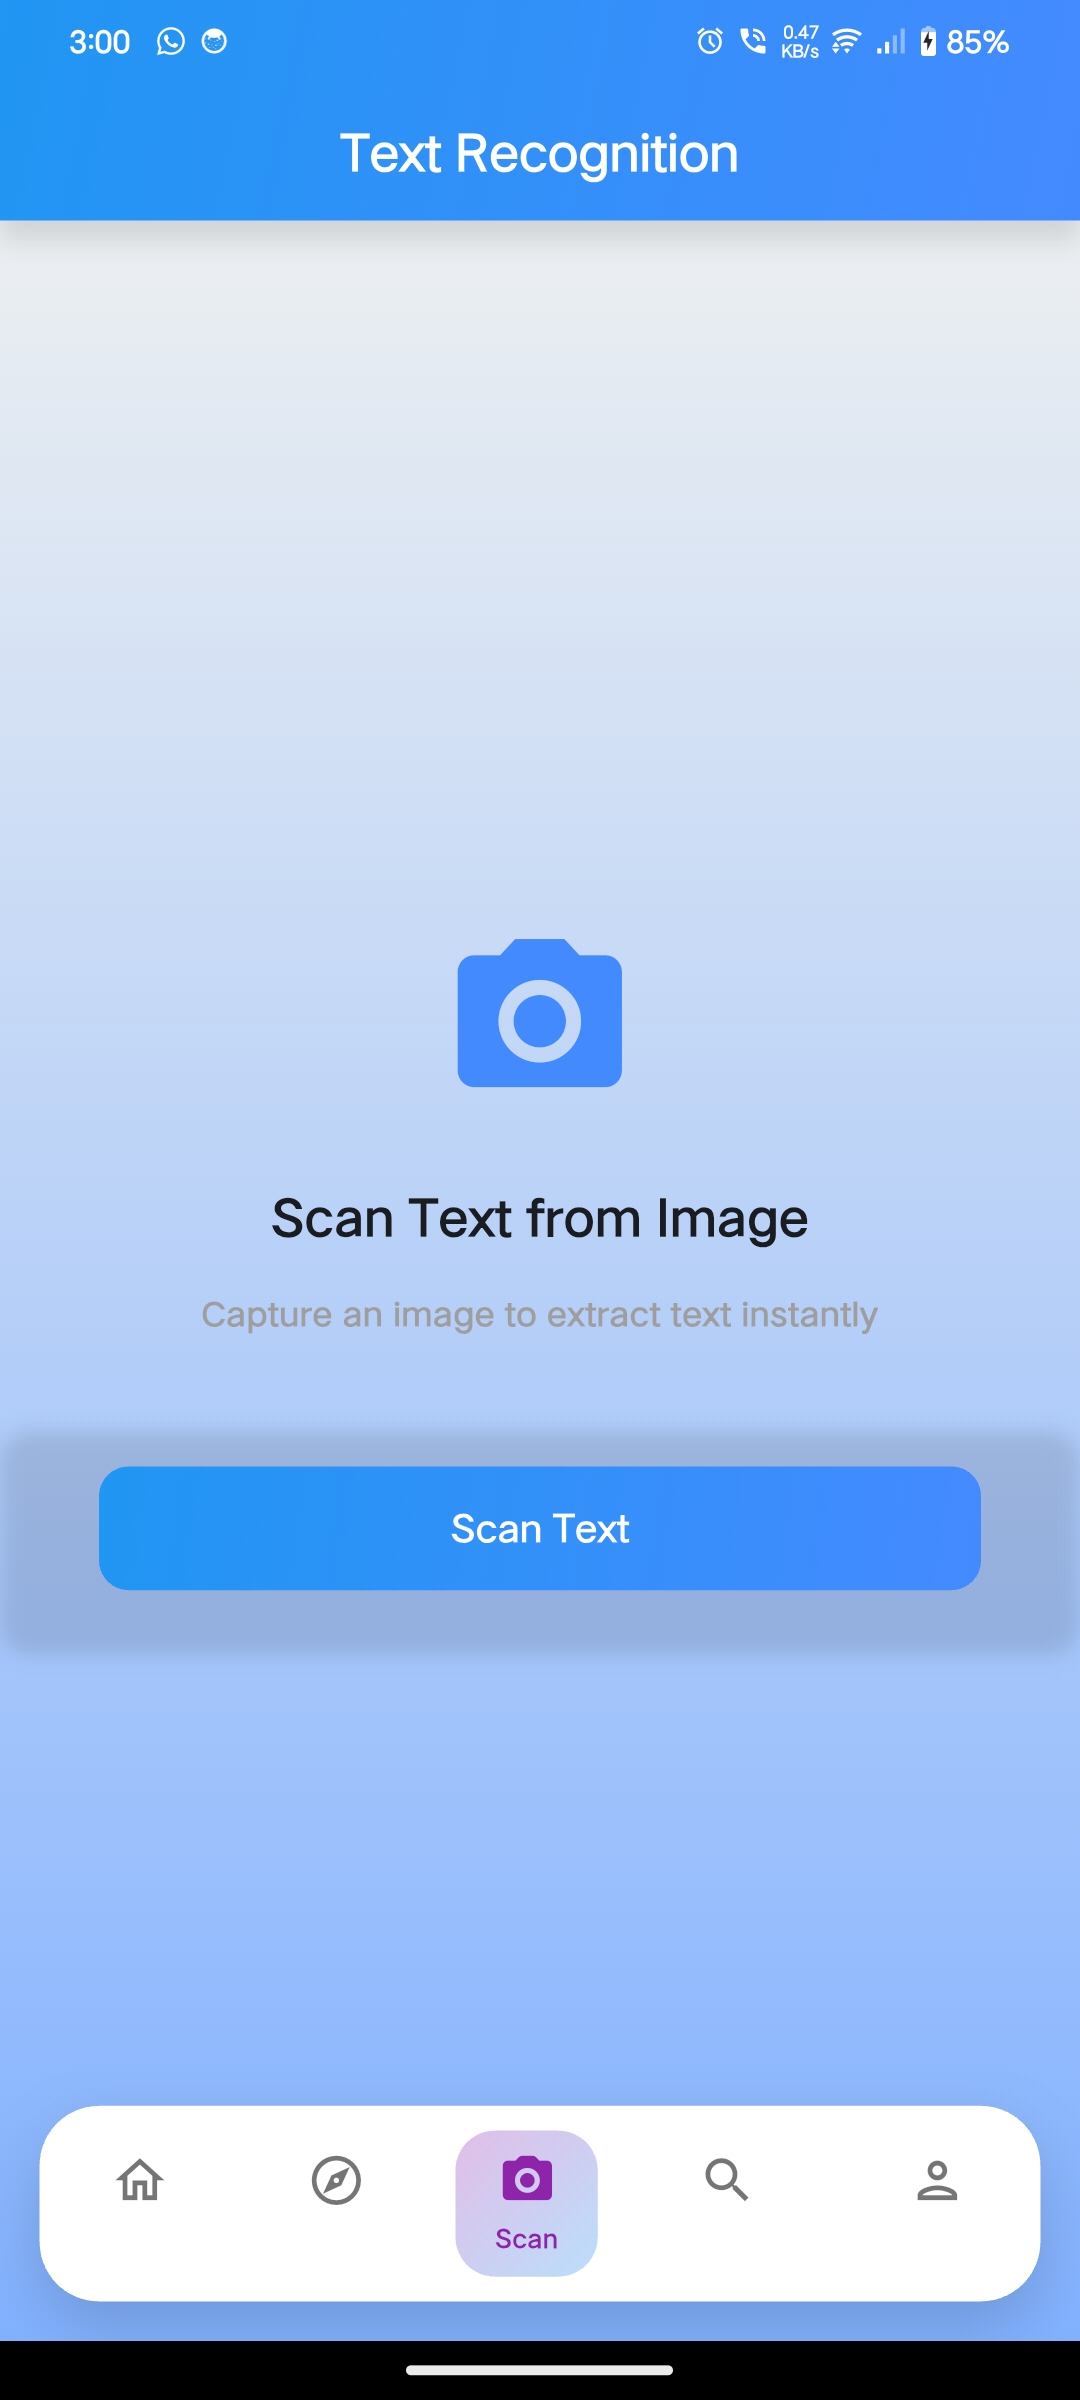 3:00
0.47
KB/s
85%
Text Recognition
Scan Text from Image
Capture an image to extract text instantly
Scan Text
Scan